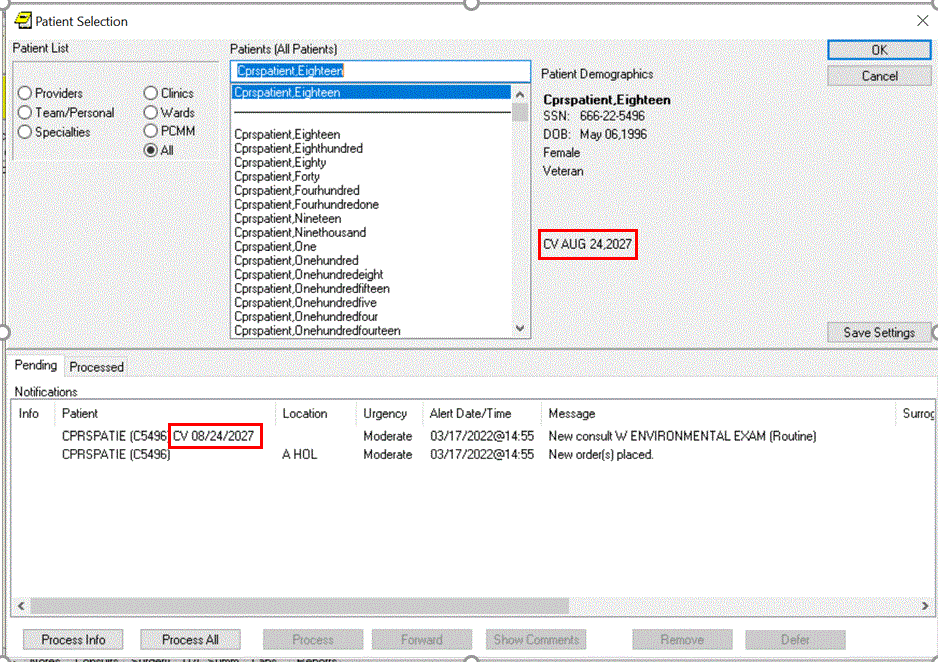 Patient Selection
Patient List
Providers
Clinics
Team/Personal
Wards
Specialties
PCMM
All
Patients (All Patients)
Cprspatient,Eighteen
Cprspatient,Eighteen
Cprspatient,Eighteen
Cprspatient,Eighthundred
Cprspatient,Eighty
Cprspatient,Forty
Cprspatient,Fourhundred
Cprspatient,Fourhundredone
Cprspatient,Nineteen
Cprspatient,Ninethousand
Cprspatient,One
Cprspatient,Onehundred
Cprspatient,Onehundredeight
Cprspatient,Onehundredfifteen
Cprspatient,Onehundredfive
Cprspatient,Onehundredfour
Cprspatient,Onehundredfourteen
Patient Demographics
Cprspatient,Eighteen
SSN: 666-22-5496
DOB: May 06,1996
Female
Veteran
CV AUG 24,2027
OK
Cancel
Save Settings
Pending Processed
Notifications
Info Patient Location Urgency Alert Date/Time Message Surrog
CPRSPATIE (C5496) CV 08/24/2027 Moderate 03/17/2022@14:55 New consult W ENVIRONMENTAL EXAM (Routine)
CPRSPATIE (C5496) A HOL Moderate 03/17/2022@14:55 New order(s) placed.
Process Info Process All Process Forward Show Comments Remove Defer